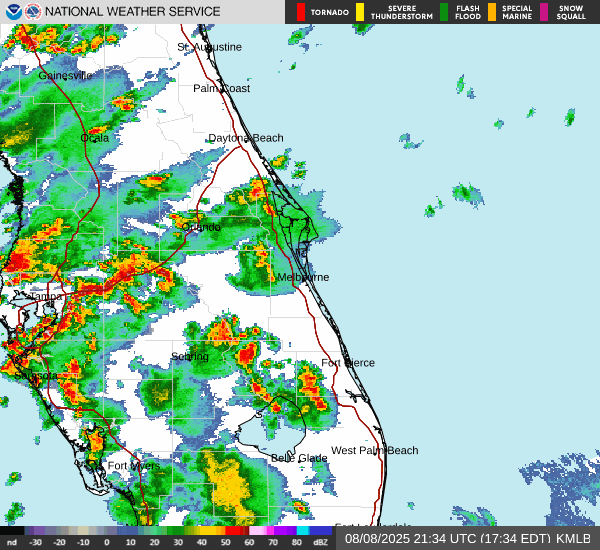 NATIONAL WEATHER SERVICE
TORNADO
SEVERE
THUNDERSTORM
FLASH
FLOOD
SPECIAL
MARINE
SNOW
SQUALL
St. Augustine
Gainesville
Palm Coast
Ocala
Daytona Beach
Orlando
Melbourne
Tampa
Sebring
Fort Pierce
Sarasota
West Palm Beach
Belle Glade
Fort Myers
nd -30 -20 -10 0 10 20 30 40 50 60 70 80 dBZ
08/08/2025 21:34 UTC (17:34 EDT) KMLB